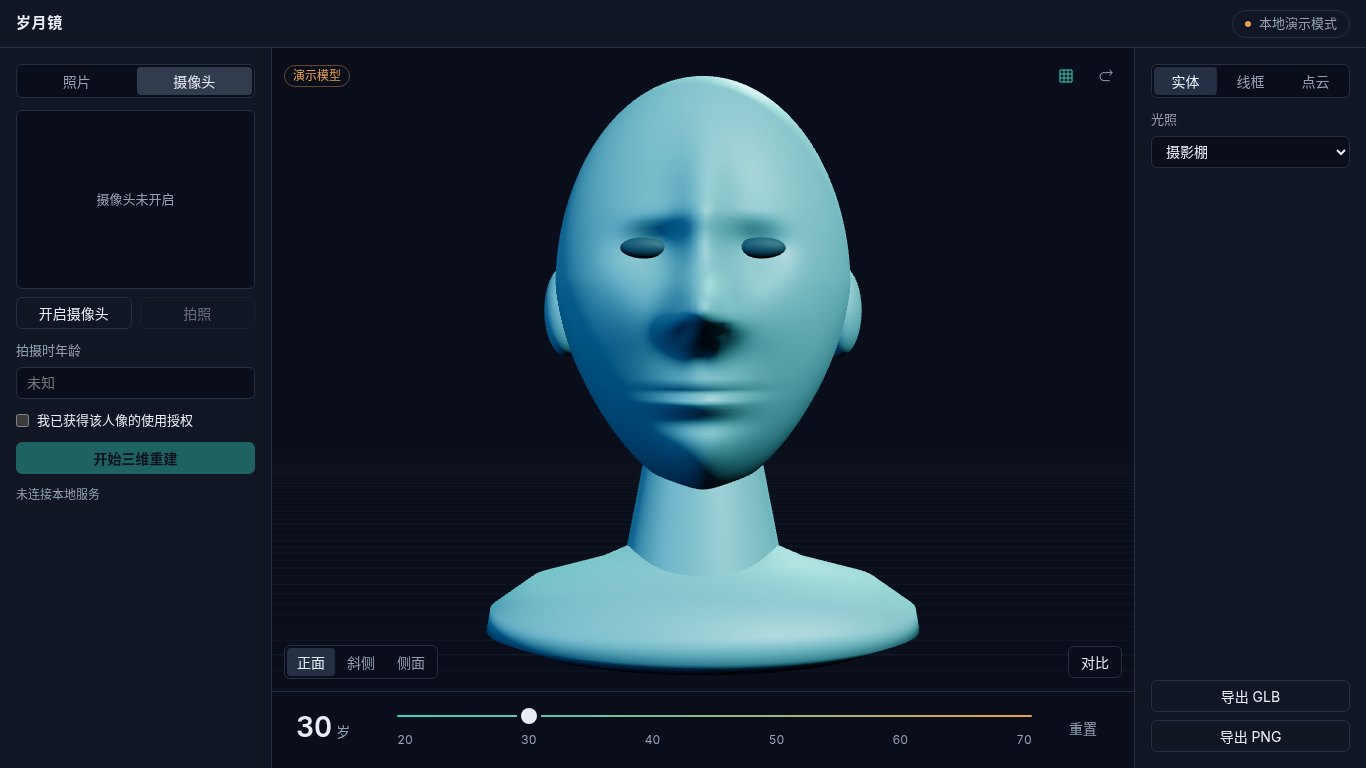 岁月镜
本地演示模式
照片
摄像头
摄像头未开启
开启摄像头
拍照
拍摄时年龄
未知
我已获得该人像的使用授权
开始三维重建
未连接本地服务
演示模型
正面
斜侧
侧面
对比
30 岁
20
30
40
50
60
70
重置
实体
线框
点云
光照
摄影棚
导出 GLB
导出 PNG